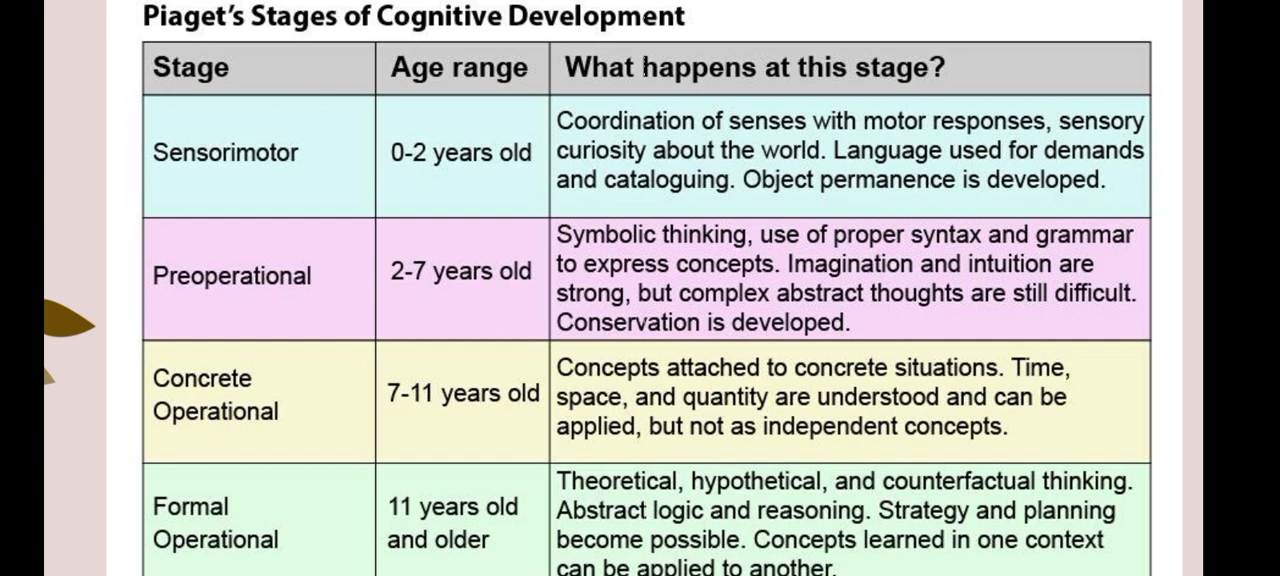 Piaget's Stages of Cognitive Development
Stage Age range What happens at this stage?
Sensorimotor 0-2 years old
Coordination of senses with motor responses, sensory
curiosity about the world. Language used for demands
and cataloguing. Object permanence is developed.
Preoperational 2-7 years old
Symbolic thinking, use of proper syntax and grammar
to express concepts. Imagination and intuition are
strong, but complex abstract thoughts are still difficult.
Conservation is developed.
Concrete
Operational
7-11 years old
Concepts attached to concrete situations. Time,
space, and quantity are understood and can be
applied, but not as independent concepts.
Formal
Operational
11 years old
and older
Theoretical, hypothetical, and counterfactual thinking.
Abstract logic and reasoning. Strategy and planning
become possible. Concepts learned in one context
can be applied to another.